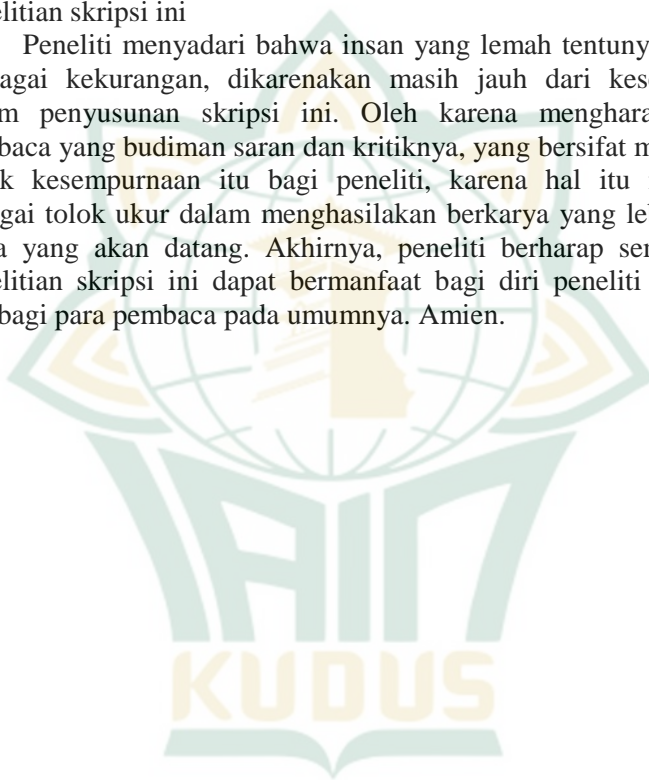 elitian skripsi ini
Peneliti menyadari bahwa insan yang lemah tentuny
agai kekurangan, dikarenakan masih jauh dari kes
m penyusunan skripsi ini. Oleh karena menghara
baca yang budiman saran dan kritiknya, yang bersifat m
k kesempurnaan itu bagi peneliti, karena hal itu
gai tolok ukur dalam menghasilakan berkarya yang le
a yang akan datang. Akhirnya, peneliti berharap se
elitian skripsi ini dapat bermanfaat bagi diri peneliti
bagi para pembaca pada umumnya. Amien.
IAIN
KUDUS